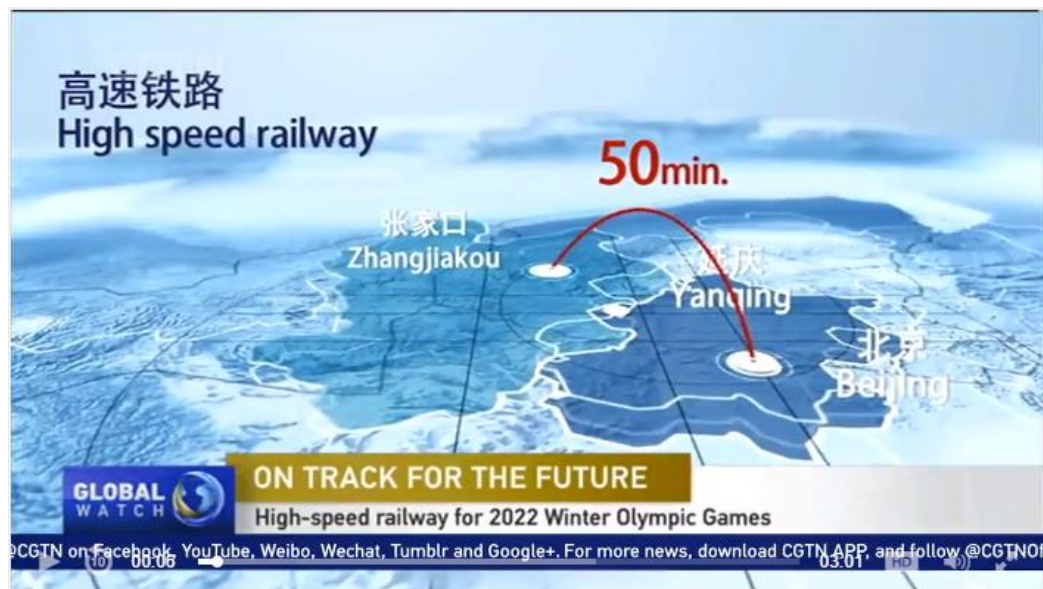 高速铁路
High speed railway
50min.
张家口
Zhangjiakou
延庆
Yanqing
北京
Beijing
GLOBAL
WATCH
ON TRACK FOR THE FUTURE
High-speed railway for 2022 Winter Olympic Games
@CGTN on Facebook, YouTube, Weibo, Wechat, Tumblr and Google+. For more news, download CGTN APP, and follow @CGTNOf
10 00:06 03:01 HD